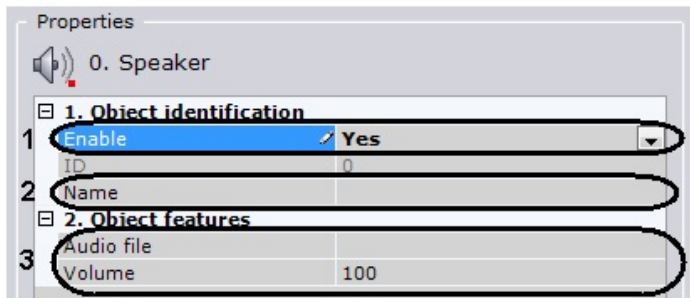 Properties
0. Speaker
1. Object identification
1 Enable Yes
ID 0
2 Name
2. Object features
Audio file
3
Volume 100